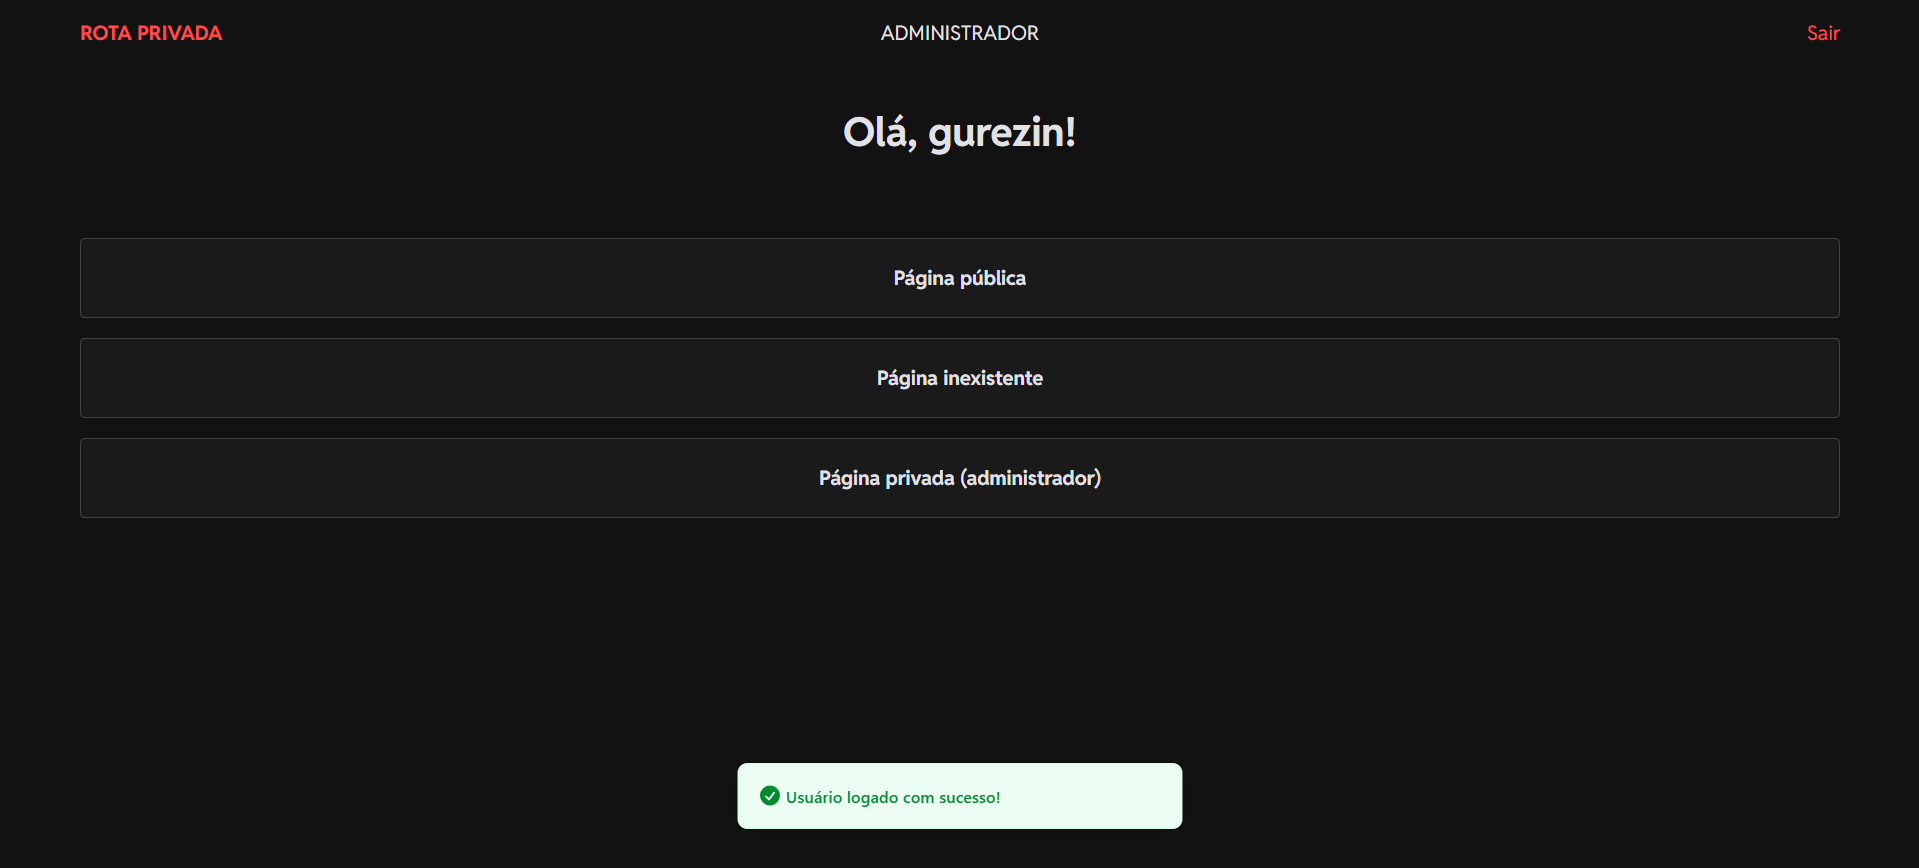 ROTA PRIVADA
ADMINISTRADOR
Sair
Olá, gurezin!
Página pública
Página inexistente
Página privada (administrador)
Usuário logado com sucesso!